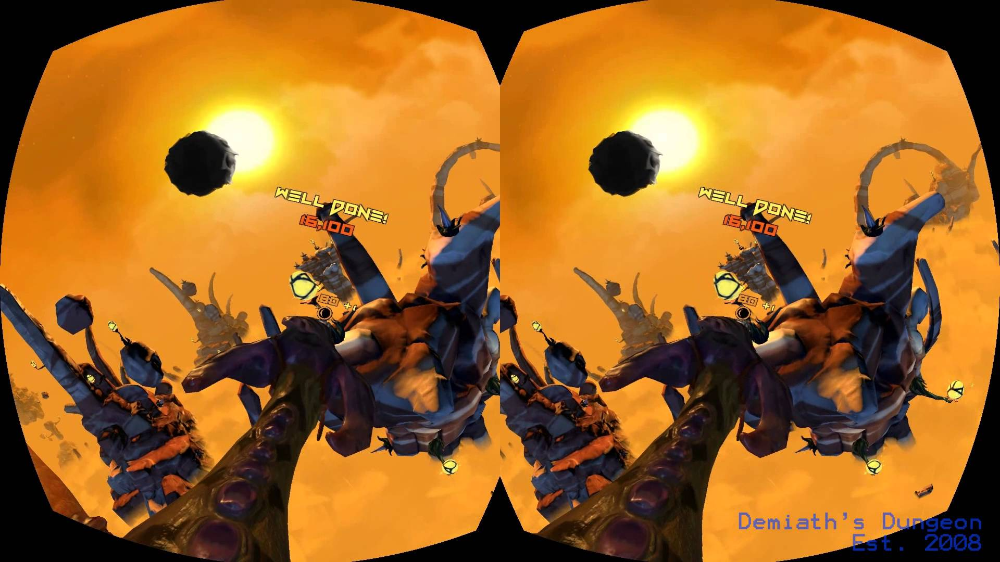 WELL DONE!
16,100
80 +1
WELL DONE!
16,100
80 +1
Demiath's Dungeon
Est. 2008